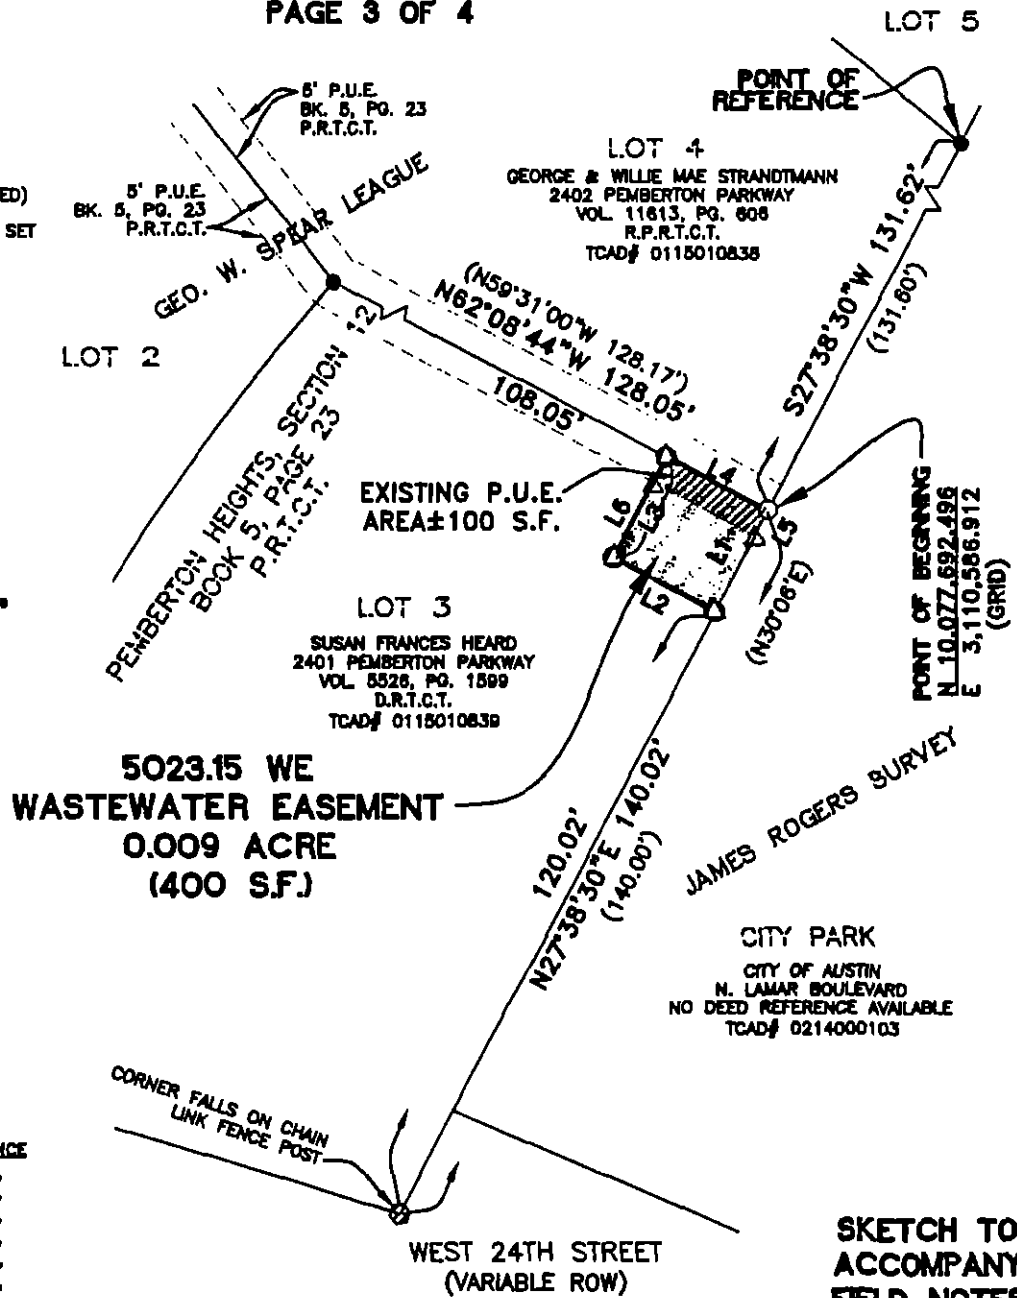 PAGE 3 OF 4
LOT 5
POINT OF
REFERENCE
5' P.U.E.
BK. 5, PG. 23
P.R.T.C.T.
5' P.U.E.
BK. 5, PG. 23
P.R.T.C.T.
ED)
SET
GEO. W. SPEAR LEAGUE
LOT 4
GEORGE & WILLIE MAE STRANDTMANN
2402 PEMBERTON PARKWAY
VOL. 11613, PG. 606
R.P.R.T.C.T.
TCAD# 0115010838
S27°38'30"W 131.62'
(131.60')
(N59°31'00"W 128.17')
N62°08'44"W 128.05'
108.05'
LOT 2
PEMBERTON HEIGHTS, SECTION 12
BOOK 5, PAGE 23
P.R.T.C.T.
EXISTING P.U.E.
AREA±100 S.F.
L4
L6
L3
L1
L5
L2
(N30°06'E)
POINT OF BEGINNING
N 10,077,692.496
E 3,110,586.912
(GRID)
LOT 3
SUSAN FRANCES HEARD
2401 PEMBERTON PARKWAY
VOL. 5526, PG. 1599
D.R.T.C.T.
TCAD# 0115010839
5023.15 WE
WASTEWATER EASEMENT
0.009 ACRE
(400 S.F.)
120.02'
N27°38'30"E 140.02'
(140.00')
JAMES ROGERS SURVEY
CITY PARK
CITY OF AUSTIN
N. LAMAR BOULEVARD
NO DEED REFERENCE AVAILABLE
TCAD# 0214000103
CORNER FALLS ON CHAIN
LINK FENCE POST
NCE
WEST 24TH STREET
(VARIABLE ROW)
SKETCH TO
ACCOMPANY
FIELD NOTES